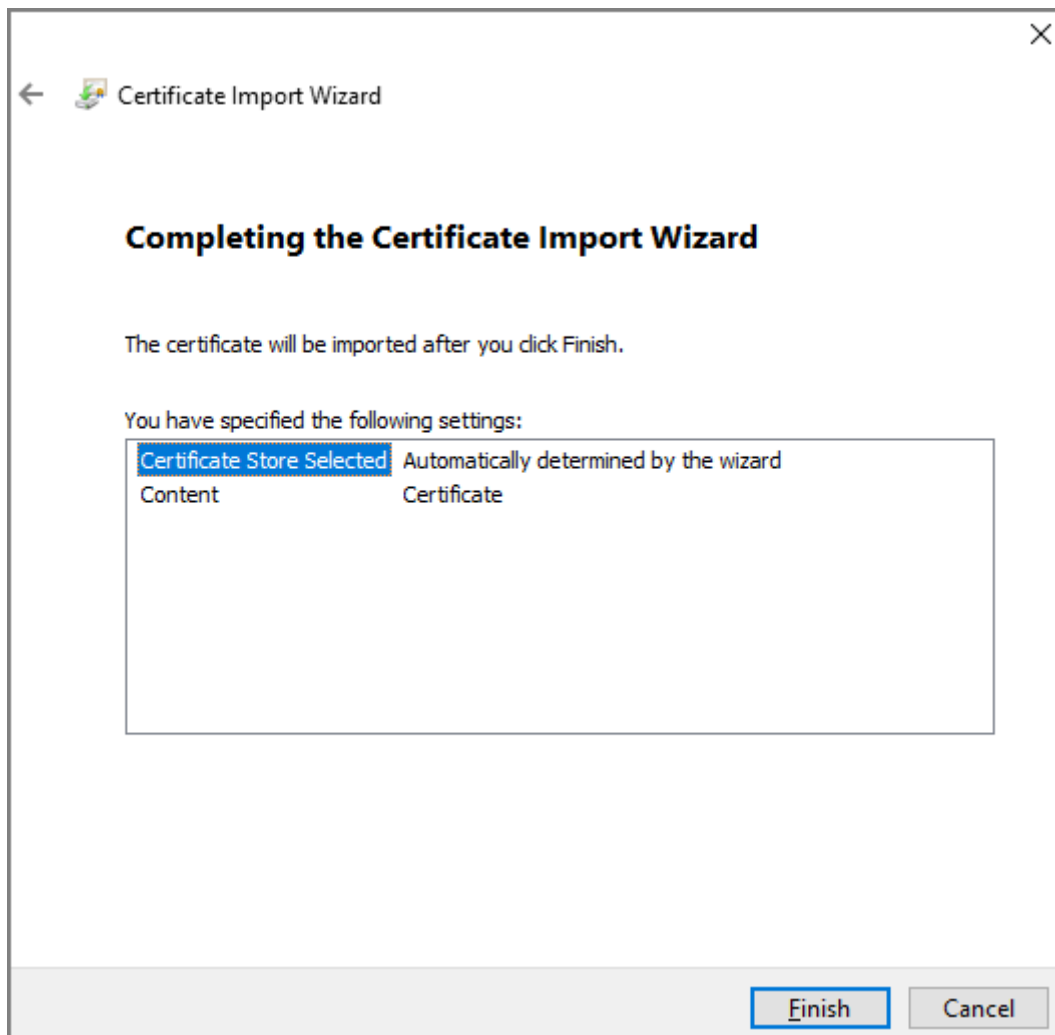 Certificate Import Wizard
Completing the Certificate Import Wizard
The certificate will be imported after you click Finish.
You have specified the following settings:
Certificate Store Selected Automatically determined by the wizard
Content Certificate
Finish Cancel